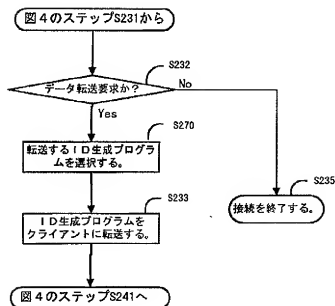 図4のステップS231から
S232
データ転送要求か?
No
Yes
S270
転送するID生成プログラ
ムを選択する。
S235
接続を終了する。
S233
ID生成プログラムを
クライアントに転送する。
図4のステップS241へ